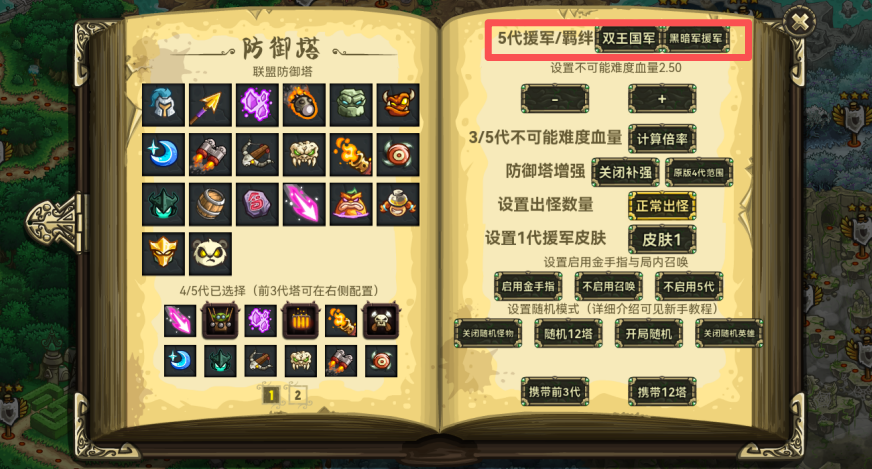 防御塔
联盟防御塔
4/5代已选择（前3代塔可在右侧配置）
1 2
5代援军/羁绊 双王国军 黑暗军援军
设置不可能难度血量2.50
- +
3/5代不可能难度血量 计算倍率
防御塔增强 关闭补强 原版4代范围
设置出怪数量 正常出怪
设置1代援军皮肤 皮肤1
设置启用金手指与局内召唤
启用金手指 不启用召唤 不启用5代
设置随机模式（详细介绍可见新手教程）
关闭随机怪物 随机12塔 开局随机 关闭随机英雄
携带前3代 携带12塔